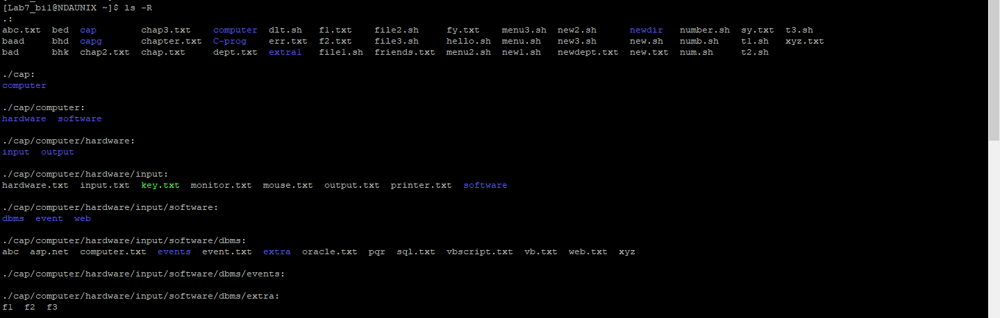 [Lab7_bi1@NDAUNIX ~]$ ls -R
.:
abc.txt  bed  cap       chap3.txt    computer  dlt.sh  f1.txt    file2.sh     fy.txt    menu3.sh  new2.sh      newdir   number.sh  sy.txt  t3.sh
baad     bhd  capg      chapter.txt  C-prog    err.txt  f2.txt    file3.sh     hello.sh  menu.sh   new3.sh      new.sh   numb.sh    t1.sh   xyz.txt
bad      bhk  chap2.txt  chap.txt     dept.txt  extra1  file1.sh  friends.txt  menu2.sh  new1.sh   newdept.txt  new.txt  num.sh     t2.sh
./cap:
computer
./cap/computer:
hardware  software
./cap/computer/hardware:
input  output
./cap/computer/hardware/input:
hardware.txt  input.txt  key.txt  monitor.txt  mouse.txt  output.txt  printer.txt  software
./cap/computer/hardware/input/software:
dbms  event  web
./cap/computer/hardware/input/software/dbms:
abc  asp.net  computer.txt  events  event.txt  extra  oracle.txt  pqr  sql.txt  vbscript.txt  vb.txt  web.txt  xyz
./cap/computer/hardware/input/software/dbms/events:
./cap/computer/hardware/input/software/dbms/extra:
f1  f2  f3